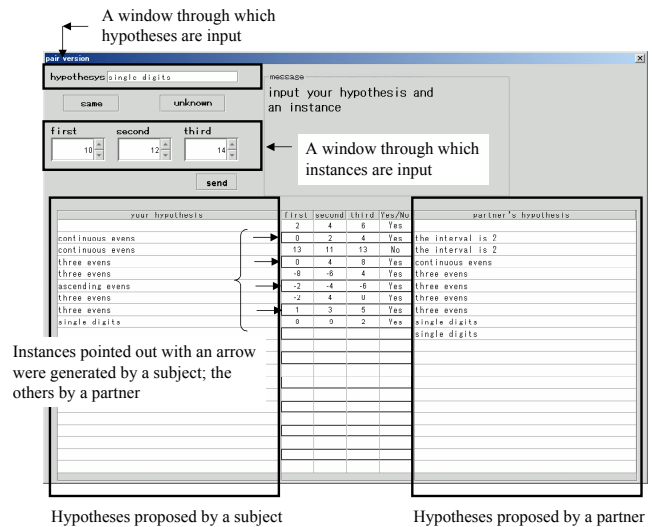 A window through which
hypotheses are input
pair version
hypothesys single digits
message
input your hypothesis and
an instance
same unknown
first second third
10 12 14
A window through which
instances are input
send
your hypothesis first second third Yes/No partner's hypothesis
2 4 6 Yes
continuous evens 0 2 4 Yes the interval is 2
continuous evens 13 11 13 No the interval is 2
three evens 0 4 8 Yes continuous evens
three evens -8 -6 4 Yes three evens
ascending evens -2 -4 -6 Yes three evens
three evens -2 4 0 Yes three evens
three evens 1 3 5 Yes three evens
single digits 2 Yes single digits
single digits
Instances pointed out with an arrow
were generated by a subject; the
others by a partner
Hypotheses proposed by a subject Hypotheses proposed by a partner